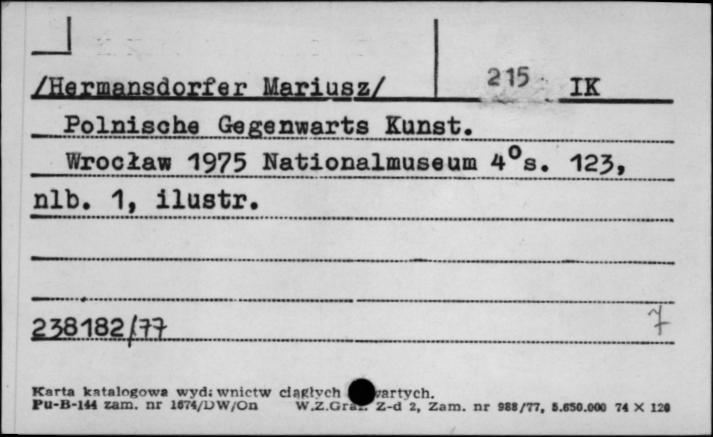 /Hermansdorfer Mariusz/ 215 IK
Polnische Gegenwarts Kunst.
Wrocław 1975 Nationalmuseum 4⁰s. 123,
nlb. 1, ilustr.
7
238182/77
Karta katalogowa wyd. wnictw ciągłych wartych.
Pu-B-144 zam. nr 1674/DW/On W.Z.Graf. Z-d 2, Zam. nr 988/77, 5.650.000 74 X 120